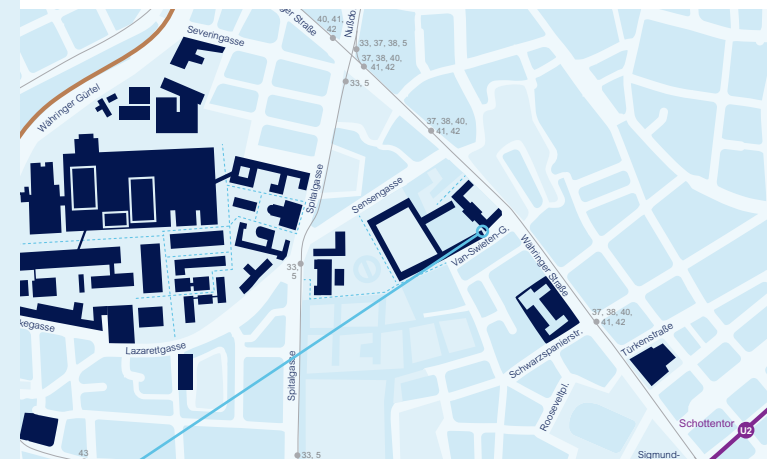 40, 41,
42
ger Straße
Nußdo
33, 37, 38, 5
37, 38, 40,
41, 42
33, 5
Severingasse
Währinger Gürtel
37, 38, 40,
41, 42
Spitalgasse
Sensengasse
Van-Swieten-G.
Währinger Straße
33,
5
37, 38, 40,
41, 42
kegasse
Lazarettgasse
Türkenstraße
Schwarzspanierstr.
Spitalgasse
Rooseveltpl.
Schottentor
U2
43
33, 5
Sigmund-